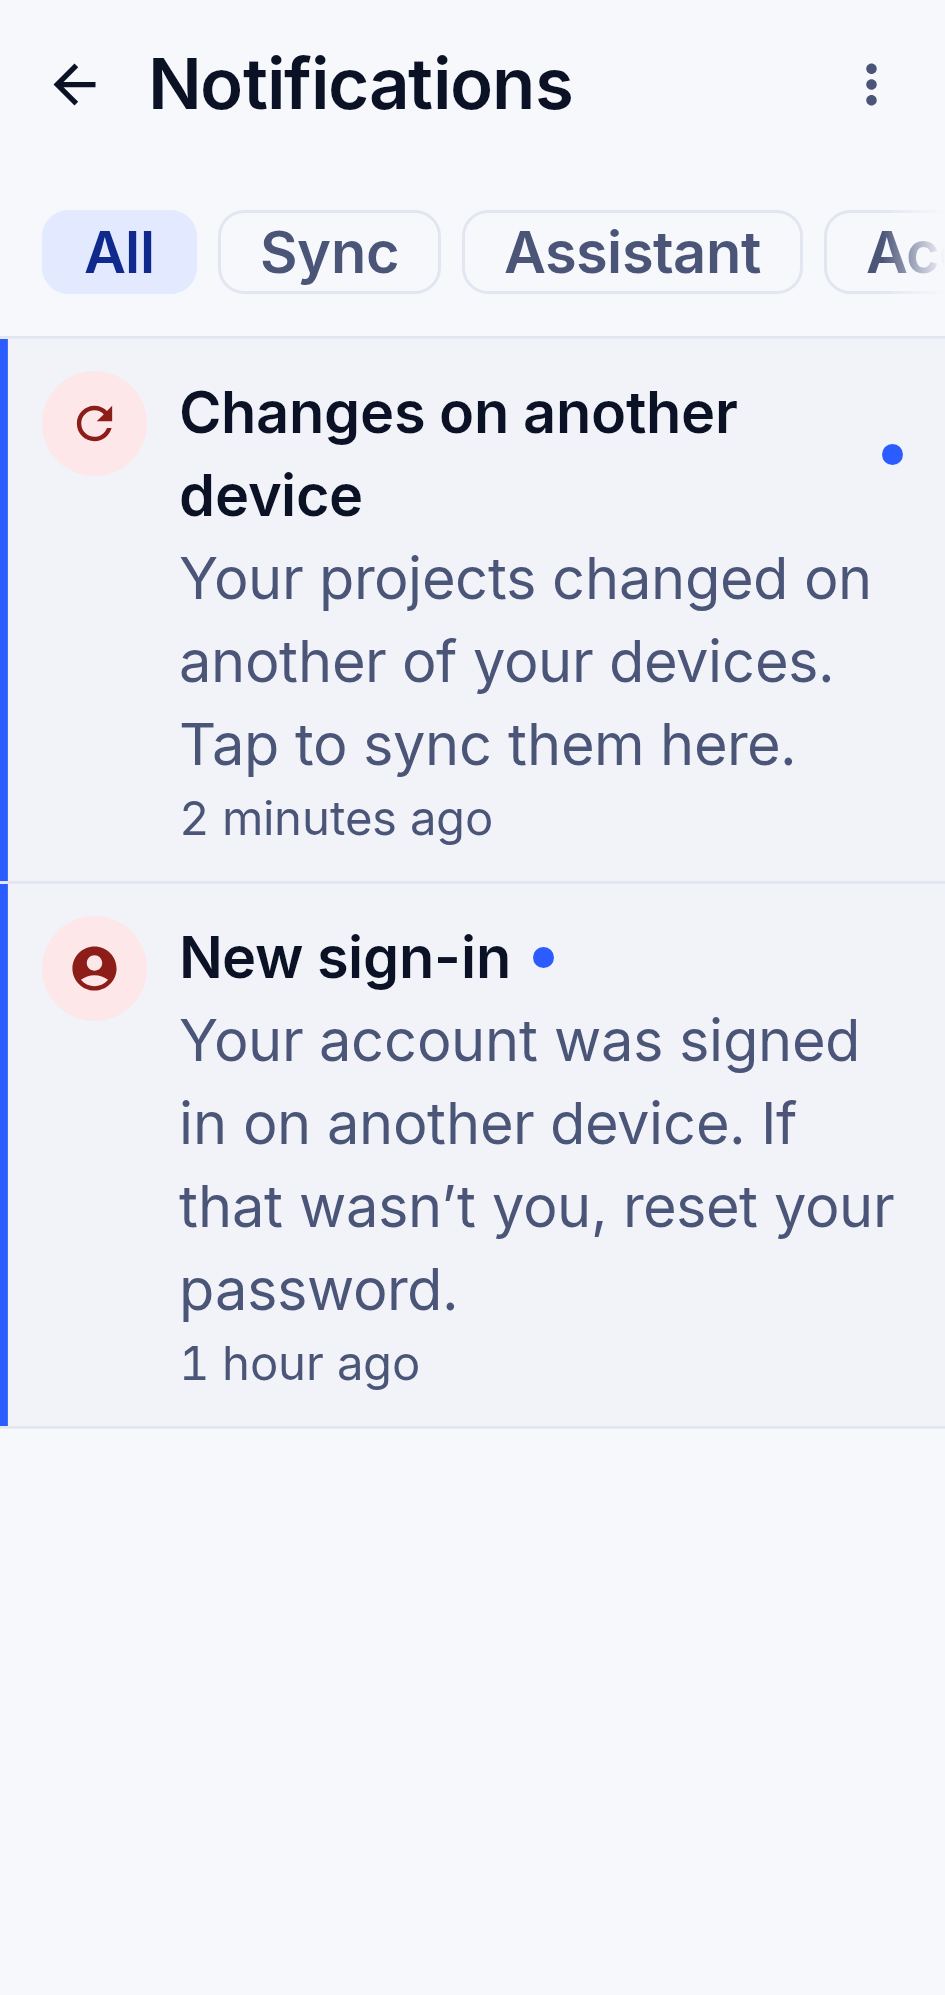 Notifications
All
Sync
Assistant
Changes on another
device
Your projects changed on
another of your devices.
Tap to sync them here.
2 minutes ago
New sign-in
Your account was signed
in on another device. If
that wasn’t you, reset your
password.
1 hour ago